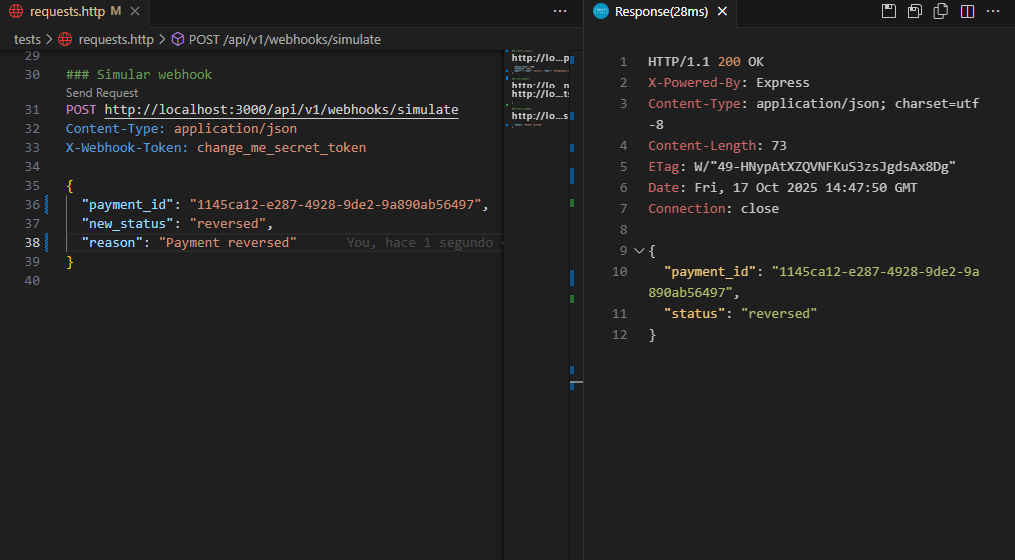 requests.http M
tests > requests.http > POST /api/v1/webhooks/simulate
29
30 ### Simular webhook
Send Request
31 POST http://localhost:3000/api/v1/webhooks/simulate
32 Content-Type: application/json
33 X-Webhook-Token: change_me_secret_token
34
35 {
36 "payment_id": "1145ca12-e287-4928-9de2-9a890ab56497",
37 "new_status": "reversed",
38 "reason": "Payment reversed" You, hace 1 segundo
39 }
40
http://lo...p
http://lo...n
http://lo...t
http://lo...s
Response(28ms)
1 HTTP/1.1 200 OK
2 X-Powered-By: Express
3 Content-Type: application/json; charset=utf
-8
4 Content-Length: 73
5 ETag: W/"49-HNypAtXZQVNFKuS3zsJgdsAx8Dg"
6 Date: Fri, 17 Oct 2025 14:47:50 GMT
7 Connection: close
8
9 {
10 "payment_id": "1145ca12-e287-4928-9de2-9a
890ab56497",
11 "status": "reversed"
12 }